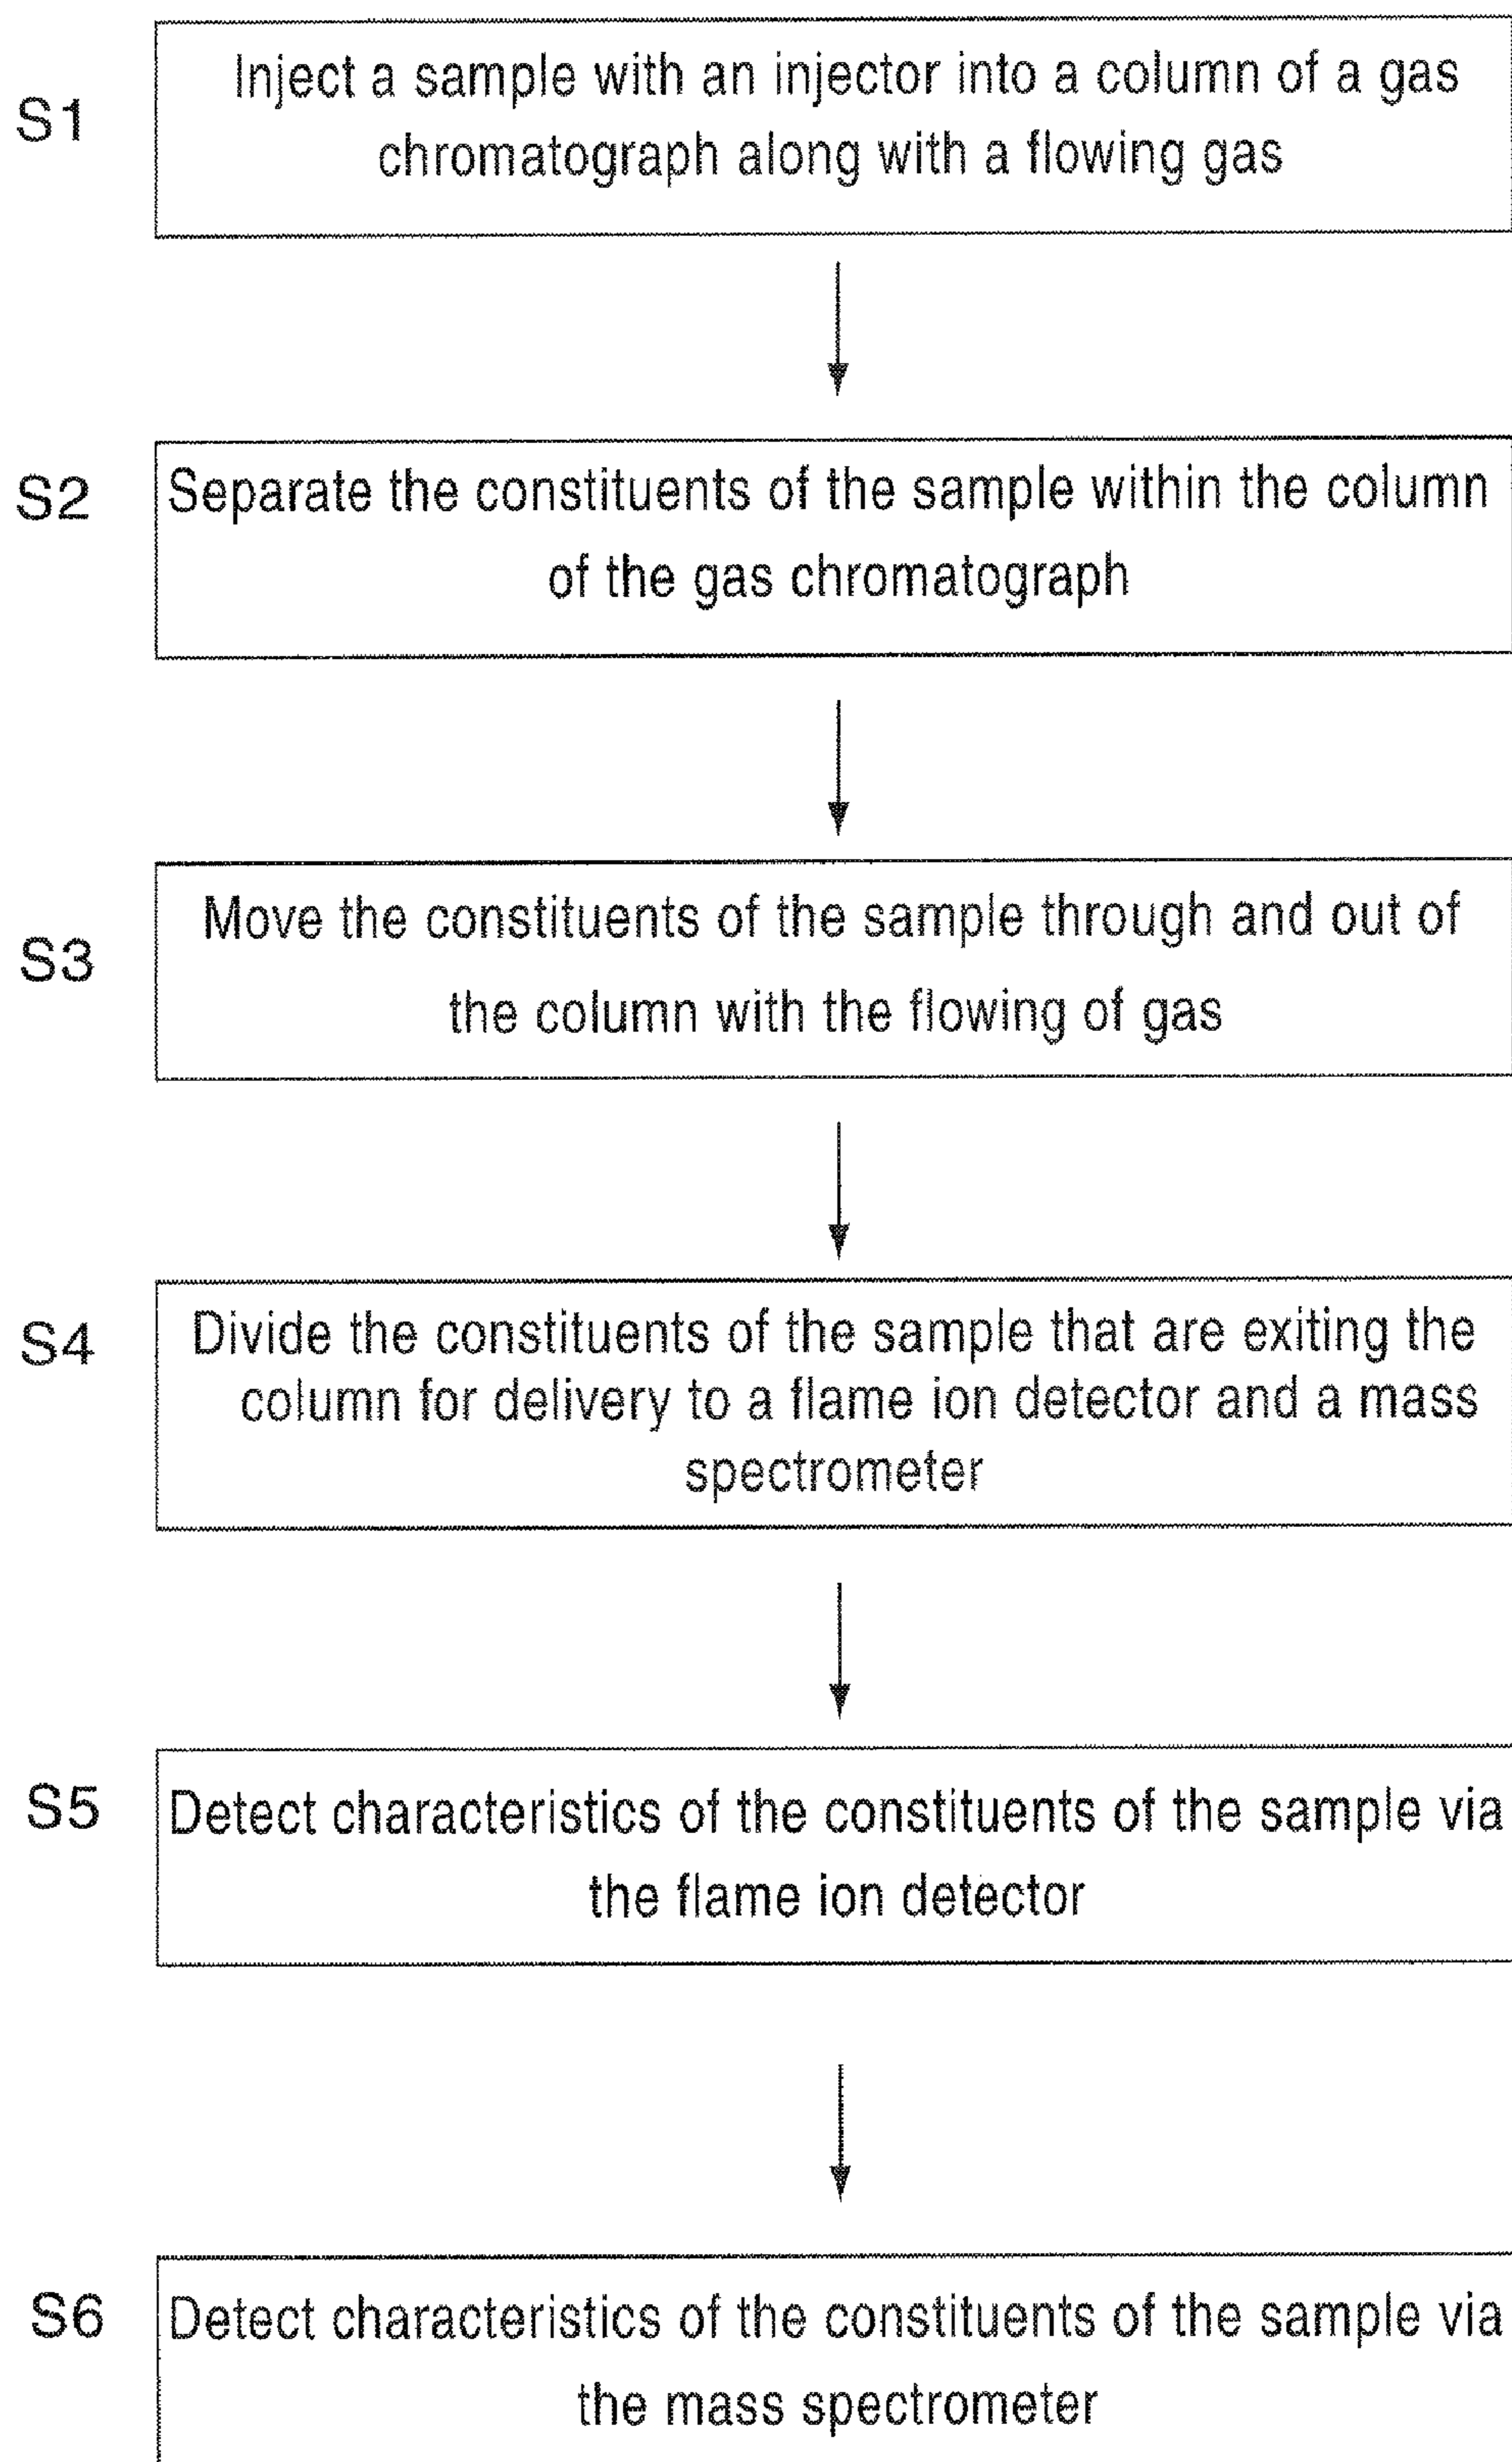 S1
Inject a sample with an injector into a column of a gas
chromatograph along with a flowing gas
S2
Separate the constituents of the sample within the column
of the gas chromatograph
S3
Move the constituents of the sample through and out of
the column with the flowing of gas
S4
Divide the constituents of the sample that are exiting the
column for delivery to a flame ion detector and a mass
spectrometer
S5
Detect characteristics of the constituents of the sample via
the flame ion detector
S6
Detect characteristics of the constituents of the sample via
the mass spectrometer